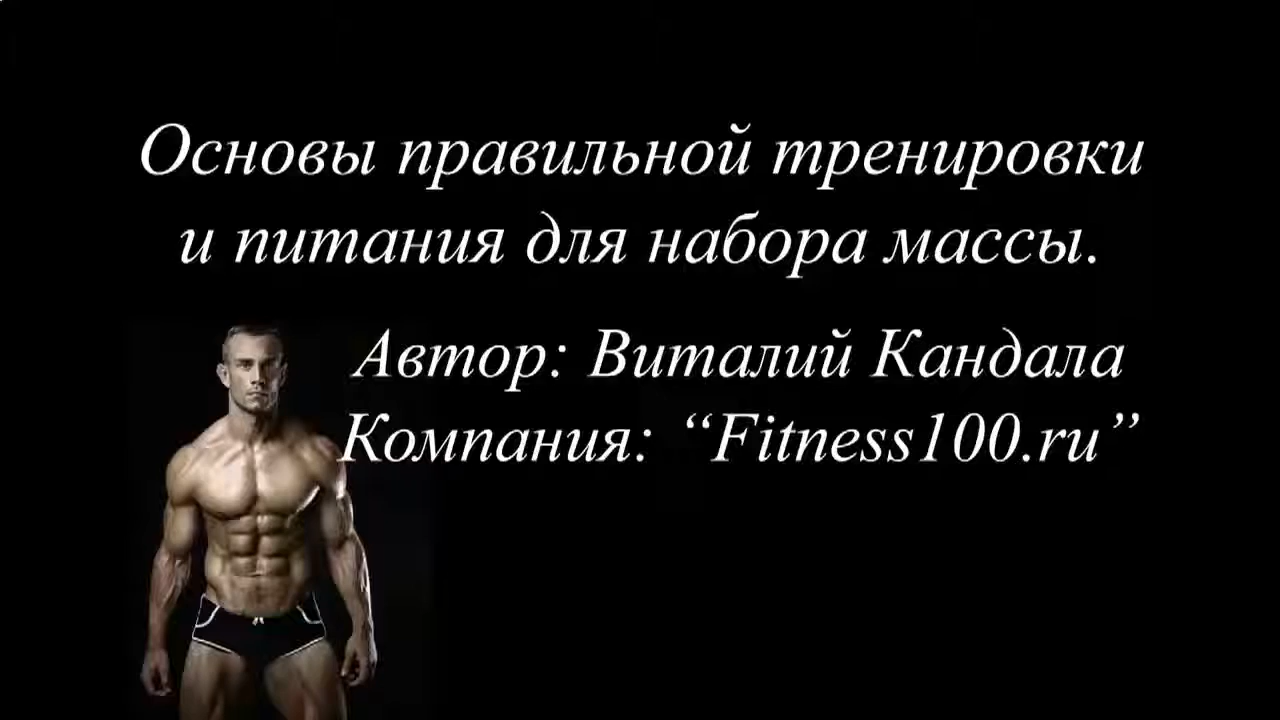 Основы правильной тренировки
и питания для набора массы.
Автор: Виталий Кандала
Компания: “Fitness100.ru”